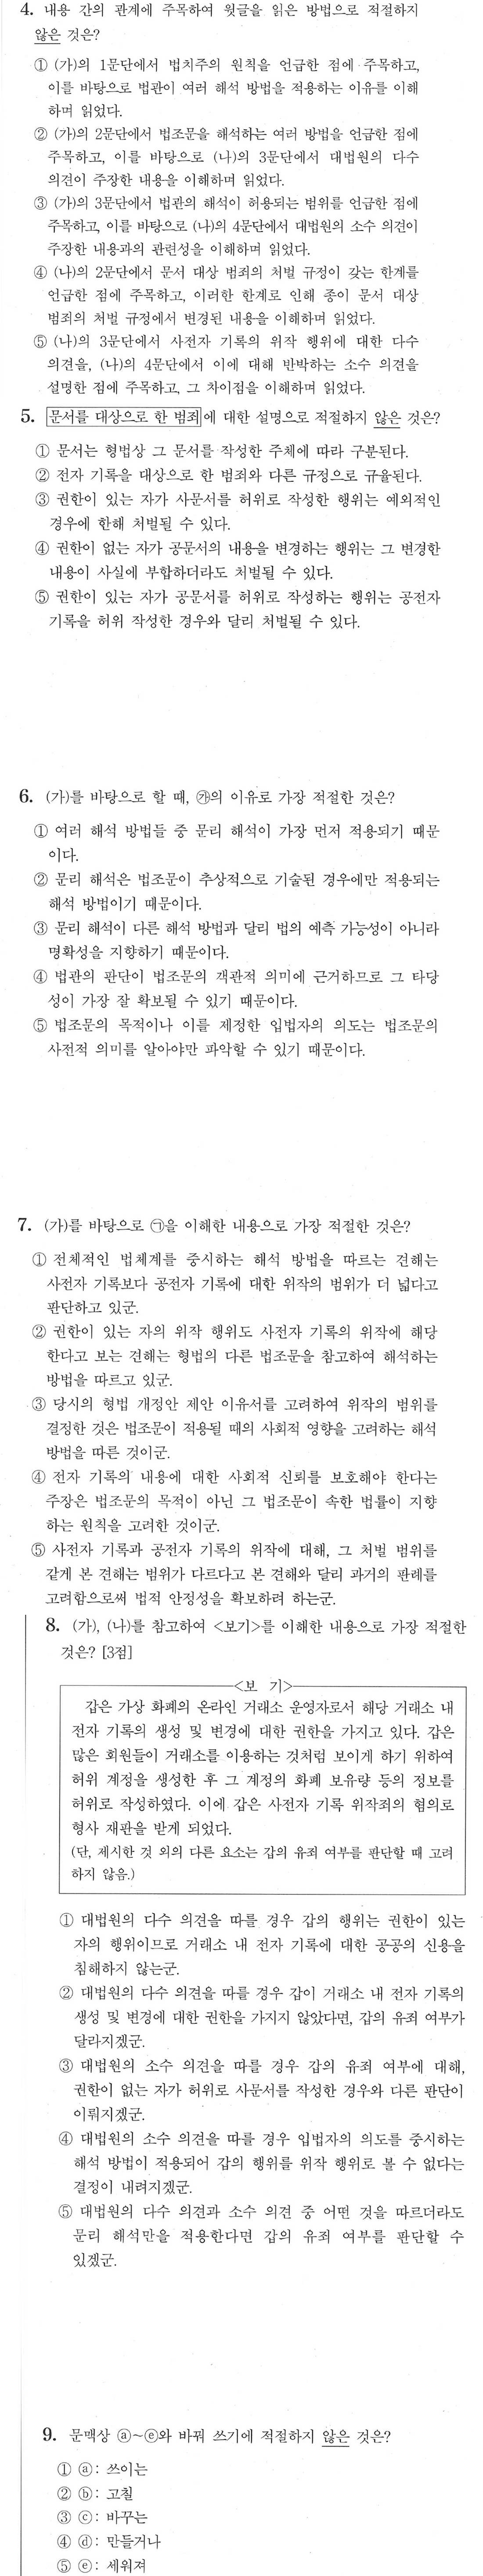 4. 내용 간의 관계에 주목하여 윗글을 읽은 방법으로 적절하지
않은 것은?
① (가)의 1문단에서 법치주의 원칙을 언급한 점에 주목하고,
이를 바탕으로 법관이 여러 해석 방법을 적용하는 이유를 이해
하며 읽었다.
② (가)의 2문단에서 법조문을 해석하는 여러 방법을 언급한 점에
주목하고, 이를 바탕으로 (나)의 3문단에서 대법원의 다수
의견이 주장한 내용을 이해하며 읽었다.
③ (가)의 3문단에서 법관의 해석이 허용되는 범위를 언급한 점에
주목하고, 이를 바탕으로 (나)의 4문단에서 대법원의 소수 의견이
주장한 내용과의 관련성을 이해하며 읽었다.
④ (나)의 2문단에서 문서 대상 범죄의 처벌 규정이 갖는 한계를
언급한 점에 주목하고, 이러한 한계로 인해 종이 문서 대상
범죄의 처벌 규정에서 변경된 내용을 이해하며 읽었다.
⑤ (나)의 3문단에서 사전자 기록의 위작 행위에 대한 다수
의견을, (나)의 4문단에서 이에 대해 반박하는 소수 의견을
설명한 점에 주목하고, 그 차이점을 이해하며 읽었다.
5. 문서를 대상으로 한 범죄에 대한 설명으로 적절하지 않은 것은?
① 문서는 형법상 그 문서를 작성한 주체에 따라 구분된다.
② 전자 기록을 대상으로 한 범죄와 다른 규정으로 규율된다.
③ 권한이 있는 자가 사문서를 허위로 작성한 행위는 예외적인
경우에 한해 처벌될 수 있다.
④ 권한이 없는 자가 공문서의 내용을 변경하는 행위는 그 변경한
내용이 사실에 부합하더라도 처벌될 수 있다.
⑤ 권한이 있는 자가 공문서를 허위로 작성하는 행위는 공전자
기록을 허위 작성한 경우와 달리 처벌될 수 있다.
6. (가)를 바탕으로 할 때, ㉮의 이유로 가장 적절한 것은?
① 여러 해석 방법들 중 문리 해석이 가장 먼저 적용되기 때문
이다.
② 문리 해석은 법조문이 추상적으로 기술된 경우에만 적용되는
해석 방법이기 때문이다.
③ 문리 해석이 다른 해석 방법과 달리 법의 예측 가능성이 아니라
명확성을 지향하기 때문이다.
④ 법관의 판단이 법조문의 객관적 의미에 근거하므로 그 타당
성이 가장 잘 확보될 수 있기 때문이다.
⑤ 법조문의 목적이나 이를 제정한 입법자의 의도는 법조문의
사전적 의미를 알아야만 파악할 수 있기 때문이다.
7. (가)를 바탕으로 ㉠을 이해한 내용으로 가장 적절한 것은?
① 전체적인 법체계를 중시하는 해석 방법을 따르는 견해는
사전자 기록보다 공전자 기록에 대한 위작의 범위가 더 넓다고
판단하고 있군.
② 권한이 있는 자의 위작 행위도 사전자 기록의 위작에 해당
한다고 보는 견해는 형법의 다른 법조문을 참고하여 해석하는
방법을 따르고 있군.
③ 당시의 형법 개정안 제안 이유서를 고려하여 위작의 범위를
결정한 것은 법조문이 적용될 때의 사회적 영향을 고려하는 해석
방법을 따른 것이군.
④ 전자 기록의 내용에 대한 사회적 신뢰를 보호해야 한다는
주장은 법조문의 목적이 아닌 그 법조문이 속한 법률이 지향
하는 원칙을 고려한 것이군.
⑤ 사전자 기록과 공전자 기록의 위작에 대해, 그 처벌 범위를
같게 본 견해는 범위가 다르다고 본 견해와 달리 과거의 판례를
고려함으로써 법적 안정성을 확보하려 하는군.
8. (가), (나)를 참고하여 <보기>를 이해한 내용으로 가장 적절한
것은? [3점]
<보 기>
갑은 가상 화폐의 온라인 거래소 운영자로서 해당 거래소 내
전자 기록의 생성 및 변경에 대한 권한을 가지고 있다. 갑은
많은 회원들이 거래소를 이용하는 것처럼 보이게 하기 위하여
허위 계정을 생성한 후 그 계정의 화폐 보유량 등의 정보를
허위로 작성하였다. 이에 갑은 사전자 기록 위작죄의 혐의로
형사 재판을 받게 되었다.
(단, 제시한 것 외의 다른 요소는 갑의 유죄 여부를 판단할 때 고려
하지 않음.)
① 대법원의 다수 의견을 따를 경우 갑의 행위는 권한이 있는
자의 행위이므로 거래소 내 전자 기록에 대한 공공의 신용을
침해하지 않는군.
② 대법원의 다수 의견을 따를 경우 갑이 거래소 내 전자 기록의
생성 및 변경에 대한 권한을 가지지 않았다면, 갑의 유죄 여부가
달라지겠군.
③ 대법원의 소수 의견을 따를 경우 갑의 유죄 여부에 대해,
권한이 없는 자가 허위로 사문서를 작성한 경우와 다른 판단이
이뤄지겠군.
④ 대법원의 소수 의견을 따를 경우 입법자의 의도를 중시하는
해석 방법이 적용되어 갑의 행위를 위작 행위로 볼 수 없다는
결정이 내려지겠군.
⑤ 대법원의 다수 의견과 소수 의견 중 어떤 것을 따르더라도
문리 해석만을 적용한다면 갑의 유죄 여부를 판단할 수
있겠군.
9. 문맥상 ⓐ~ⓔ와 바꿔 쓰기에 적절하지 않은 것은?
① ⓐ: 쓰이는
② ⓑ: 고칠
③ ⓒ: 바꾸는
④ ⓓ: 만들거나
⑤ ⓔ: 세워져